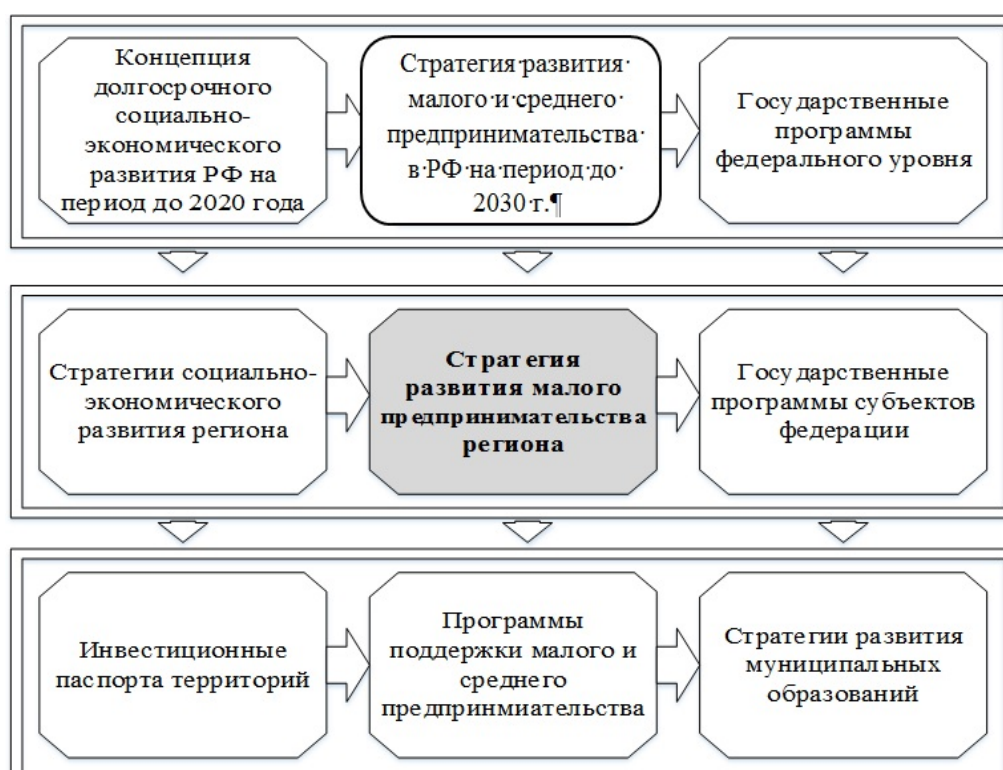 Концепция
долгосрочного
социально-
экономического
развития РФ на
период до 2020 года
Стратегия·развития·
малого·и·среднего·
предпринимательства·
в·РФ·на·период·до·
2030·г.¶
Государственные
программы
федерального уровня
Стратегии социально-
экономического
развития региона
Стратегия
развития малого
предпринимательства
региона
Государственные
программы субъектов
федерации
Инвестиционные
паспорта территорий
Программы
поддержки малого и
среднего
предпринмиательства
Стратегии развития
муниципальных
образований